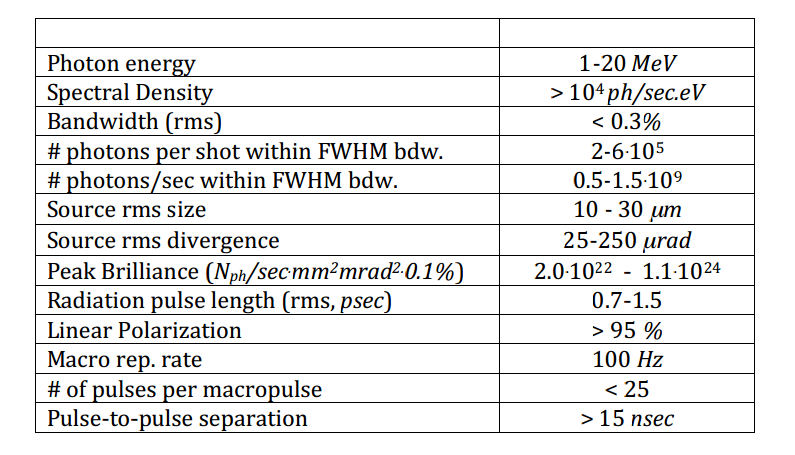 Photon energy 1-20 MeV
Spectral Density > 10⁴ ph/sec.eV
Bandwidth (rms) < 0.3%
# photons per shot within FWHM bdw. 2-6·10⁵
# photons/sec within FWHM bdw. 0.5-1.5·10⁹
Source rms size 10 - 30 μm
Source rms divergence 25-250 μrad
Peak Brilliance (Nₚₕ/sec·mm²mrad²·0.1%) 2.0·10²² - 1.1·10²⁴
Radiation pulse length (rms, psec) 0.7-1.5
Linear Polarization > 95 %
Macro rep. rate 100 Hz
# of pulses per macropulse < 25
Pulse-to-pulse separation > 15 nsec